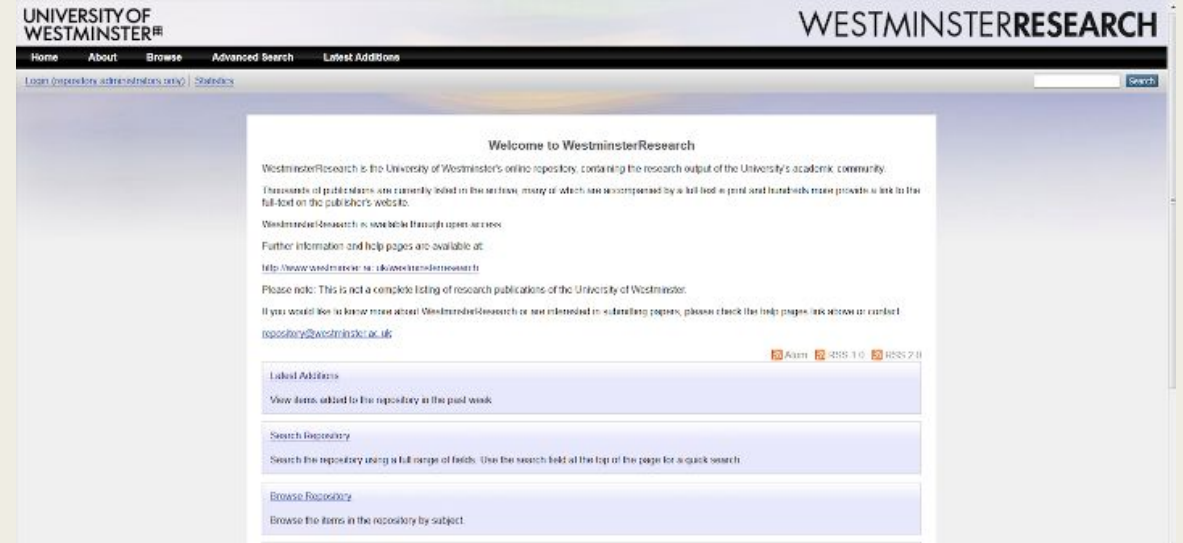 UNIVERSITY OF
WESTMINSTER
WESTMINSTERRESEARCH
Home About Browse Advanced Search Latest Additions
Login (repository administrators only) Statistics
Search
Welcome to WestminsterResearch
WestminsterResearch is the University of Westminster's online repository, containing the research output of the University's academic community.
Thousands of publications are currently listed in the archive, many of which are accompanied by a full-text e-print and hundreds more provide a link to the
full-text on the publisher's website.
WestminsterResearch is available through open access
Further information and help pages are available at:
http://www.westminster.ac.uk/westminsterresearch
Please note: This is not a complete listing of research publications of the University of Westminster.
If you would like to know more about WestminsterResearch or are interested in submitting papers, please check the help pages link above or contact
repository@westminster.ac.uk
Atom RSS 1.0 RSS 2.0
Latest Additions
View items added to the repository in the past week.
Search Repository
Search the repository using a full range of fields. Use the search field at the top of the page for a quick search.
Browse Repository
Browse the items in the repository by subject.